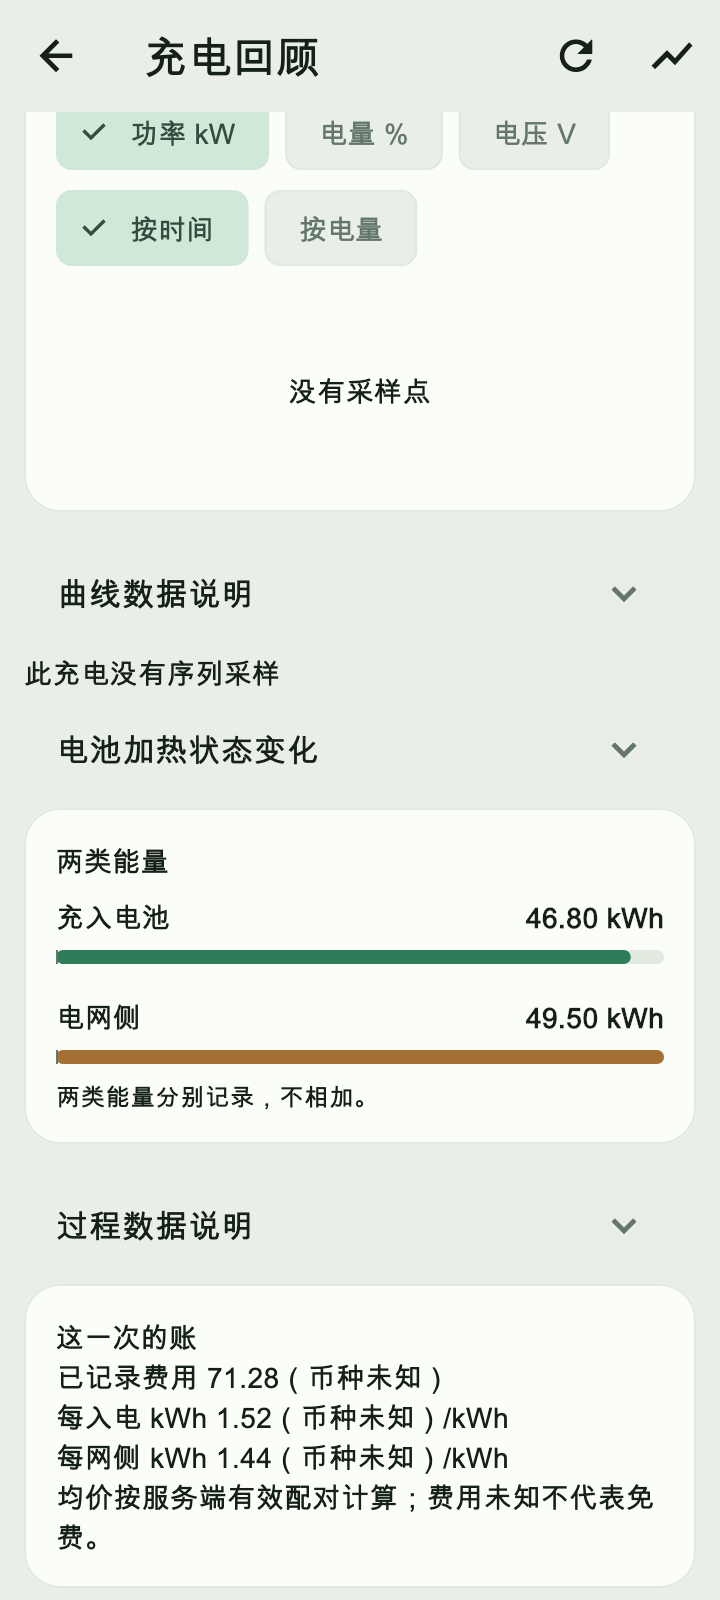 充电回顾
功率 kW
电量 %
电压 V
按时间
按电量
没有采样点
曲线数据说明
此充电没有序列采样
电池加热状态变化
两类能量
充入电池 46.80 kWh
电网侧 49.50 kWh
两类能量分别记录，不相加。
过程数据说明
这一次的账
已记录费用 71.28（币种未知）
每入电 kWh 1.52（币种未知）/kWh
每网侧 kWh 1.44（币种未知）/kWh
均价按服务端有效配对计算；费用未知不代表免
费。